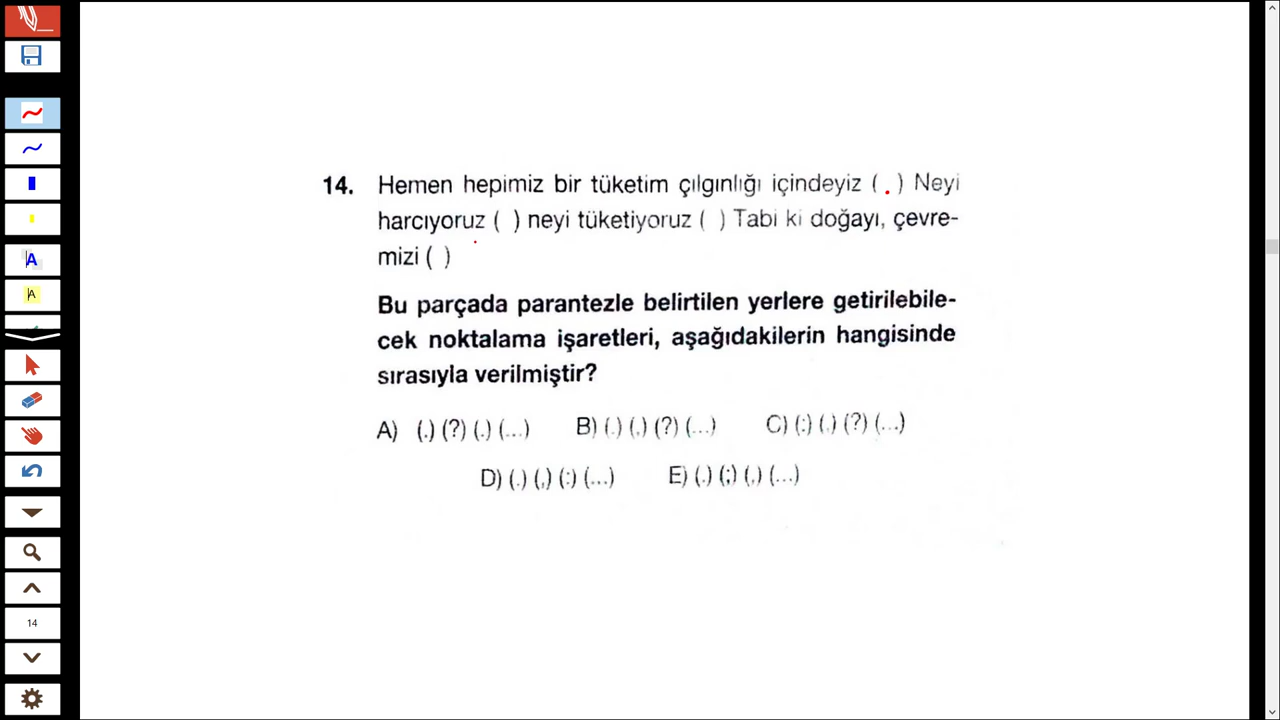 14. Hemen hepimiz bir tüketim çılgınlığı içindeyiz ( . ) Neyi
harcıyoruz ( ) neyi tüketiyoruz ( ) Tabi ki doğayı, çevre-
mizi ( )
Bu parçada parantezle belirtilen yerlere getirilebile-
cek noktalama işaretleri, aşağıdakilerin hangisinde
sırasıyla verilmiştir?
A) (.) (?) (.) (...) B) (.) (,) (?) (...) C) (:) (.) (?) (...)
D) (.) (,) (:) (...) E) (.) (;) (,) (...)
A
A
14